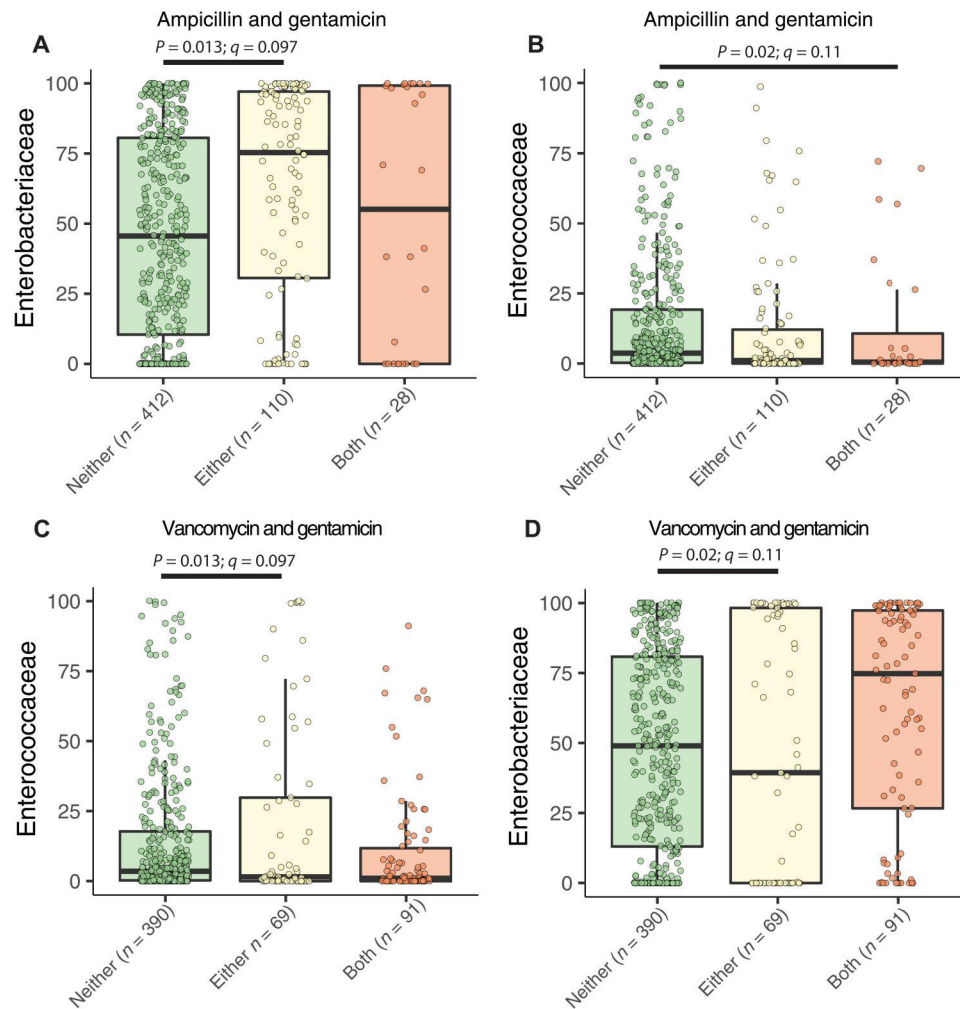 Ampicillin and gentamicin
A
P = 0.013; q = 0.097
Enterobacteriaceae
100
75
50
25
0
Neither (n = 412)
Either (n = 110)
Both (n = 28)
Ampicillin and gentamicin
B
P = 0.02; q = 0.11
Enterococcaceae
100
75
50
25
0
Neither (n = 412)
Either (n = 110)
Both (n = 28)
Vancomycin and gentamicin
C
P = 0.013; q = 0.097
Enterococcaceae
100
75
50
25
0
Neither (n = 390)
Either n = 69)
Both (n = 91)
Vancomycin and gentamicin
D
P = 0.02; q = 0.11
Enterobacteriaceae
100
75
50
25
0
Neither (n = 390)
Either (n = 69)
Both (n = 91)